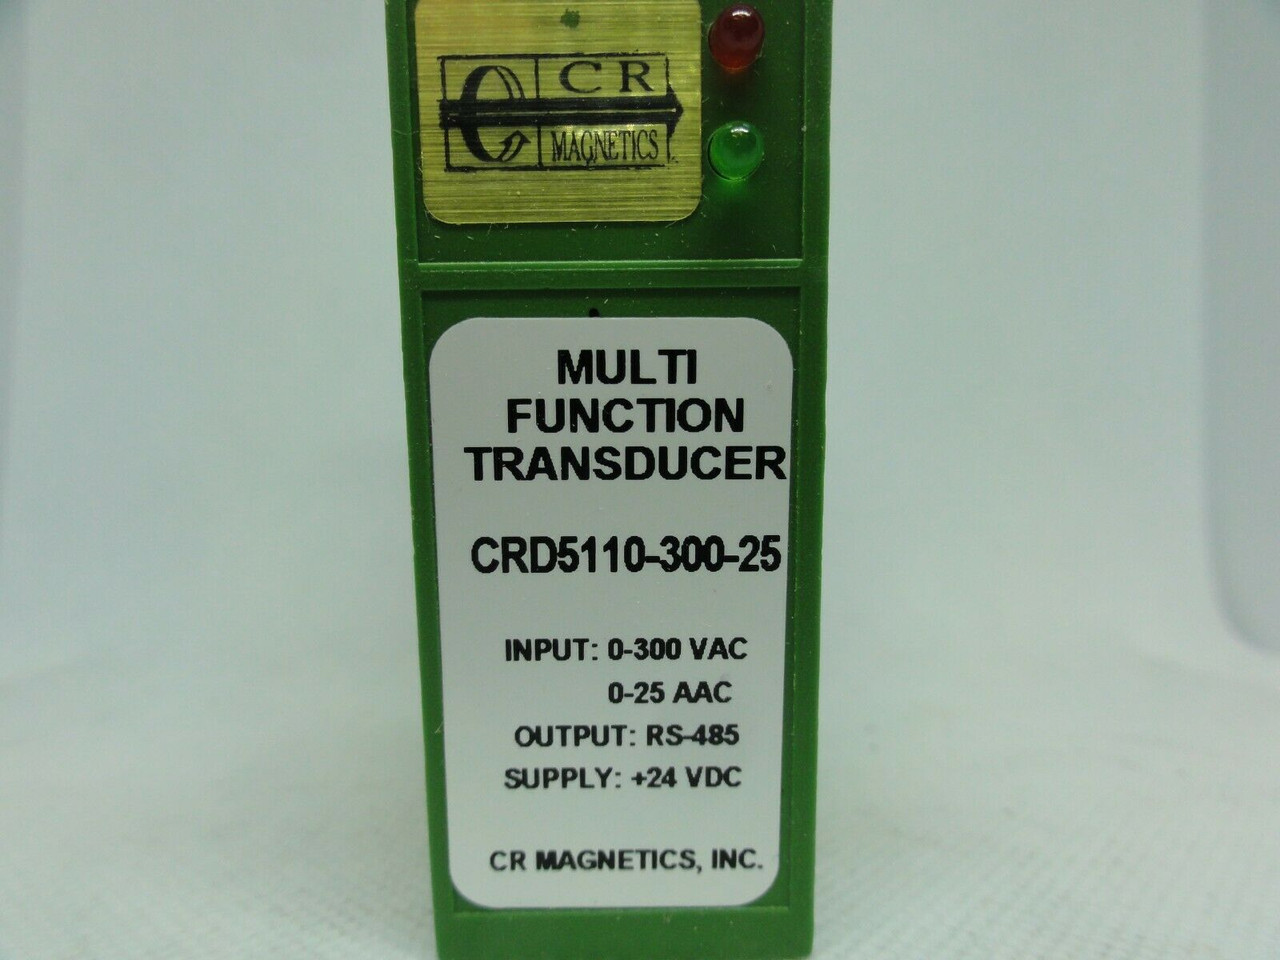 CR
MAGNETICS
MULTI
FUNCTION
TRANSDUCER
CRD5110-300-25
INPUT: 0-300 VAC
0-25 AAC
OUTPUT: RS-485
SUPPLY: +24 VDC
CR MAGNETICS, INC.